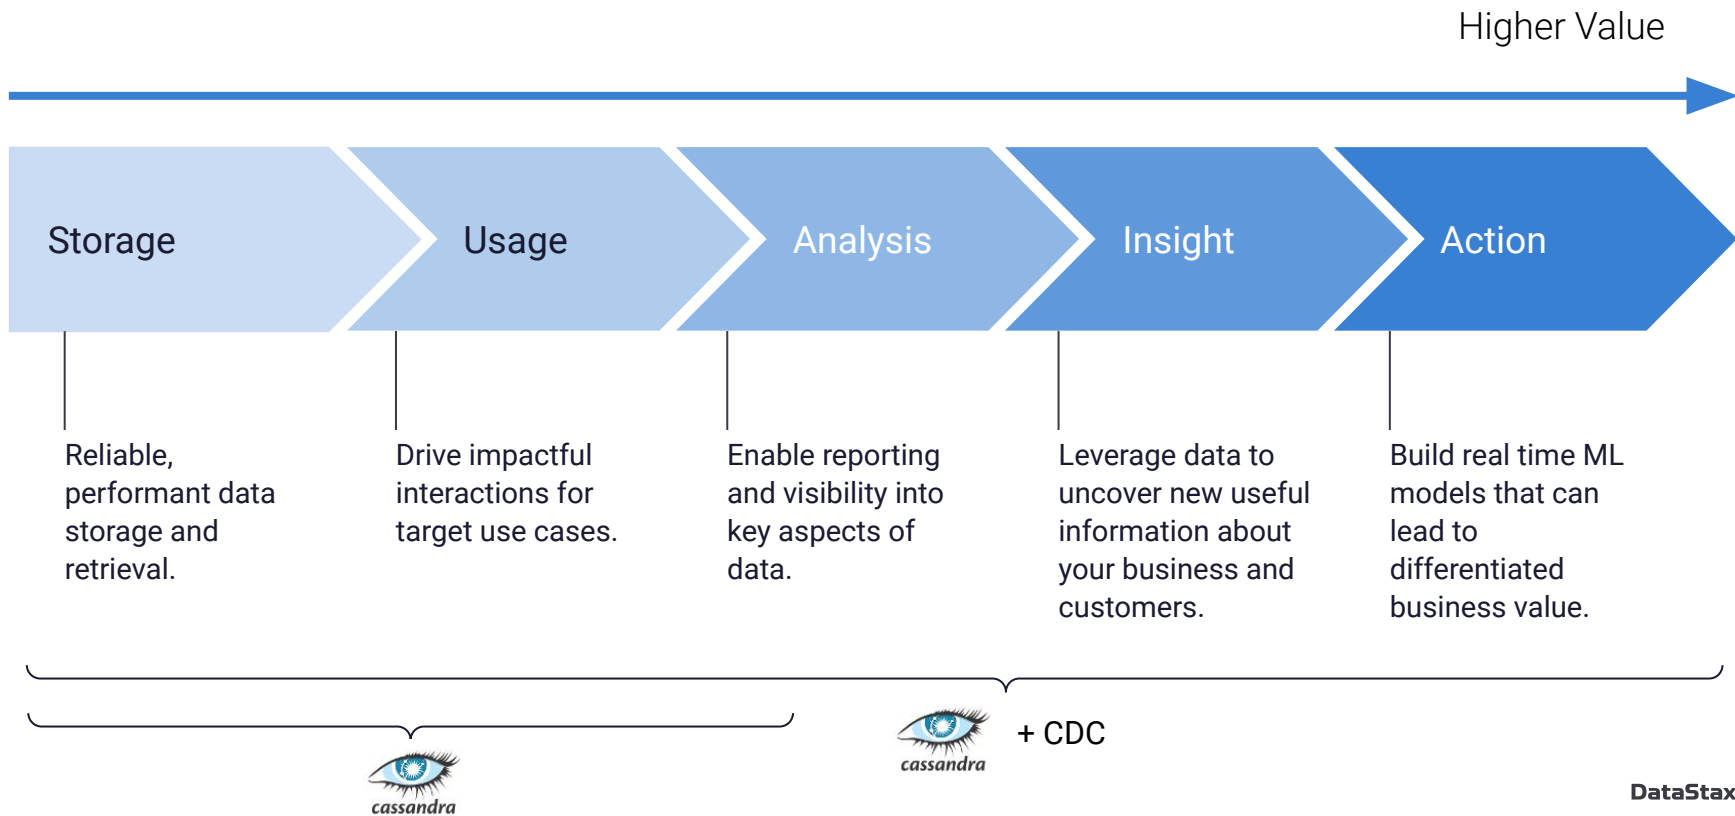 Higher Value
Storage
Usage
Analysis
Insight
Action
Reliable,
performant data
storage and
retrieval.
Drive impactful
interactions for
target use cases.
Enable reporting
and visibility into
key aspects of
data.
Leverage data to
uncover new useful
information about
your business and
customers.
Build real time ML
models that can
lead to
differentiated
business value.
cassandra
+ CDC
cassandra
DataStax